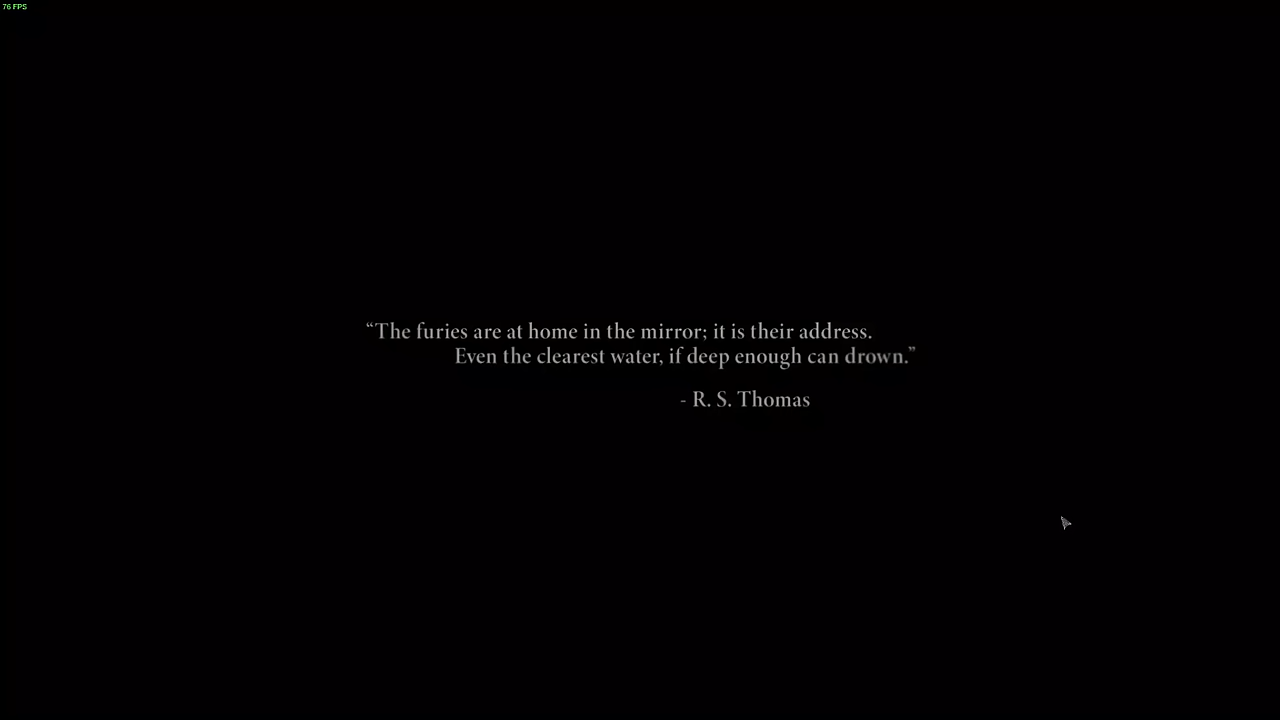 76 FPS
“The furies are at home in the mirror; it is their address.
Even the clearest water, if deep enough can drown.”
- R. S. Thomas